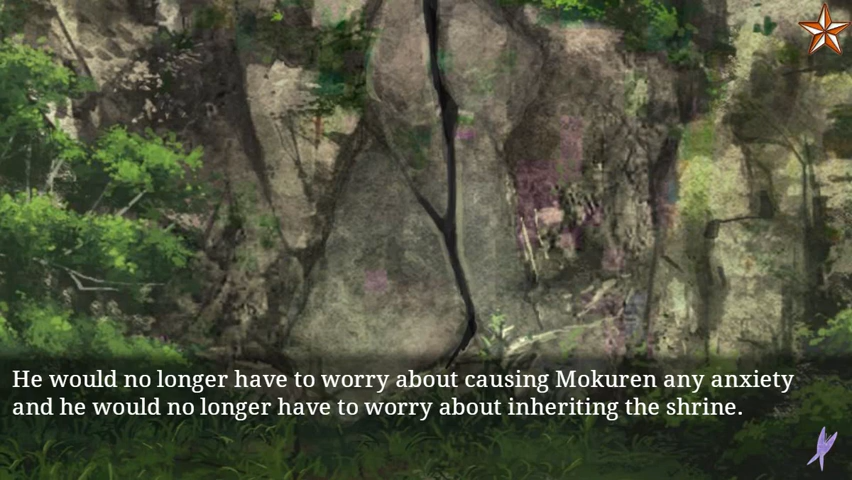 He would no longer have to worry about causing Mokuren any anxiety
and he would no longer have to worry about inheriting the shrine.